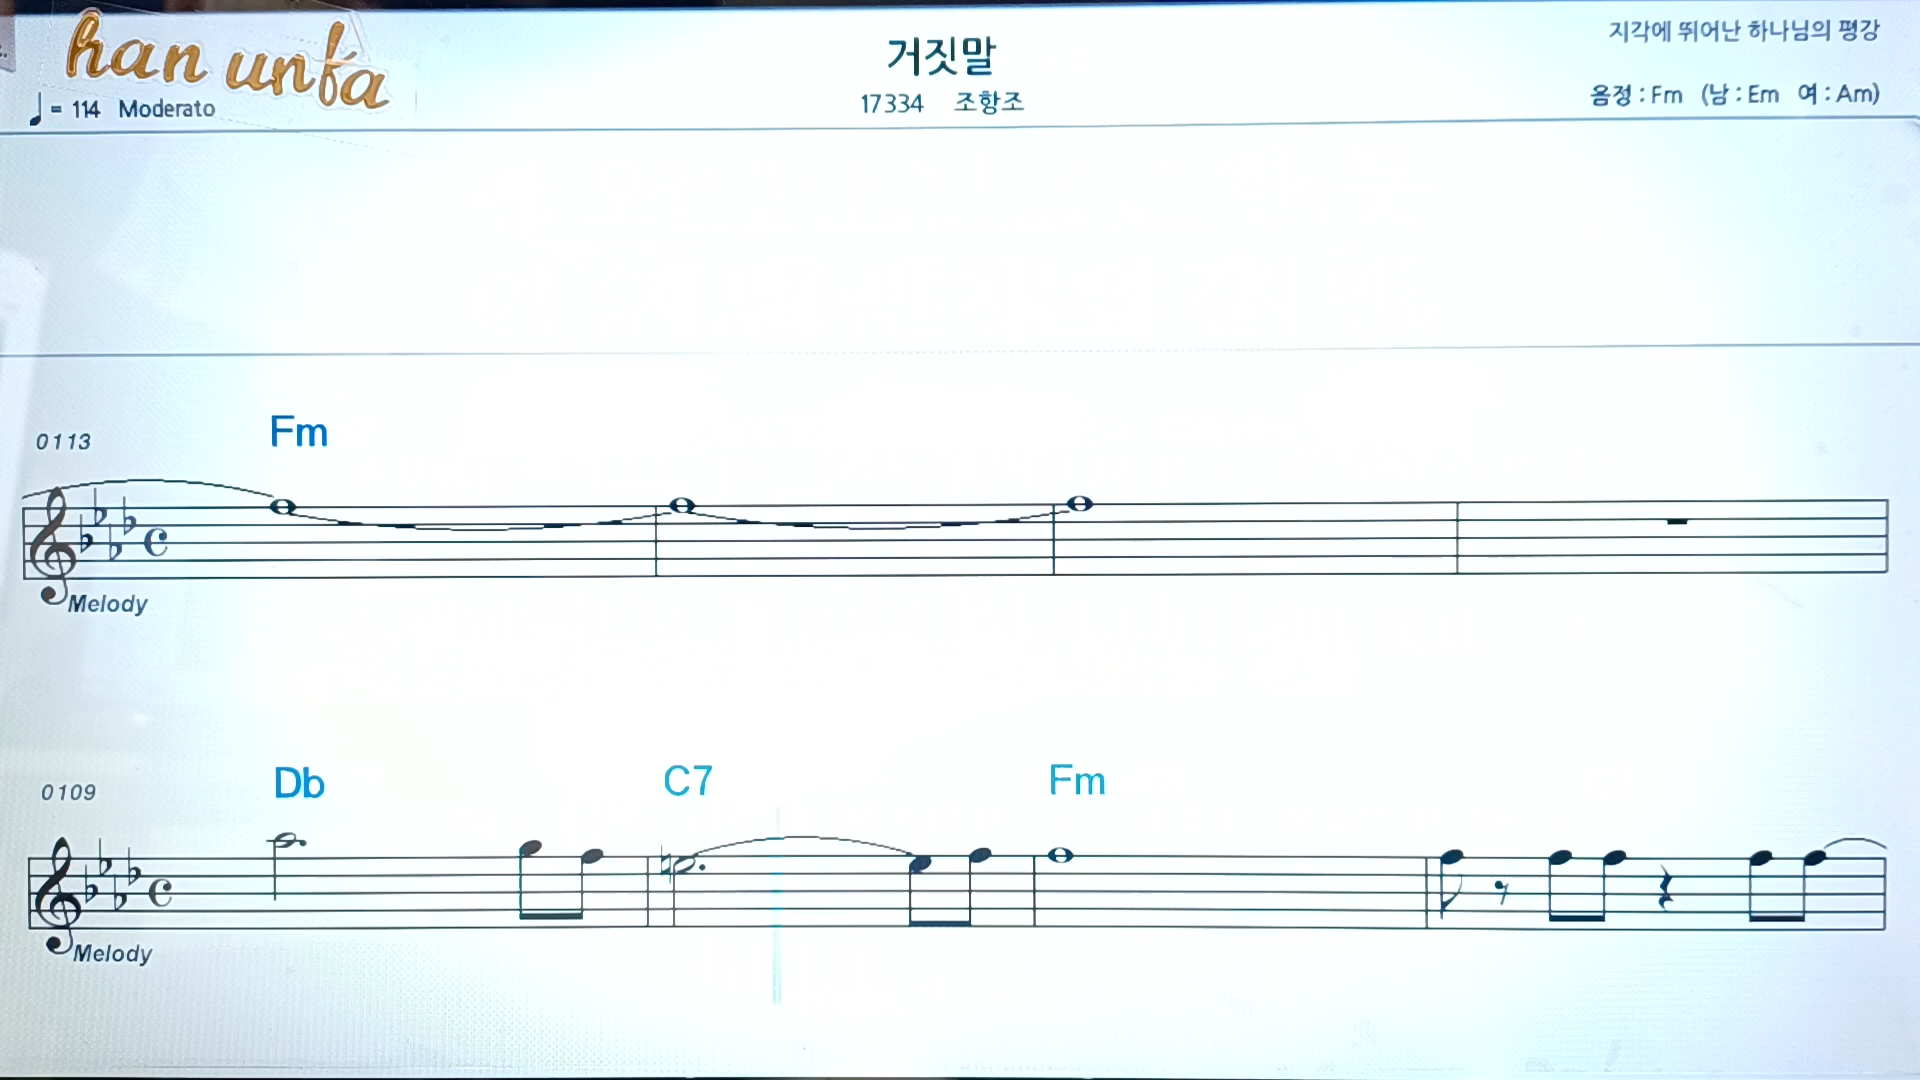 han unfa
♩ = 114 Moderato
거짓말
17334 조항조
지각에 뛰어난 하나님의 평강
음정 : Fm (남 : Em 여 : Am)
0113
Fm
Melody
0109
Db C7 Fm
Melody